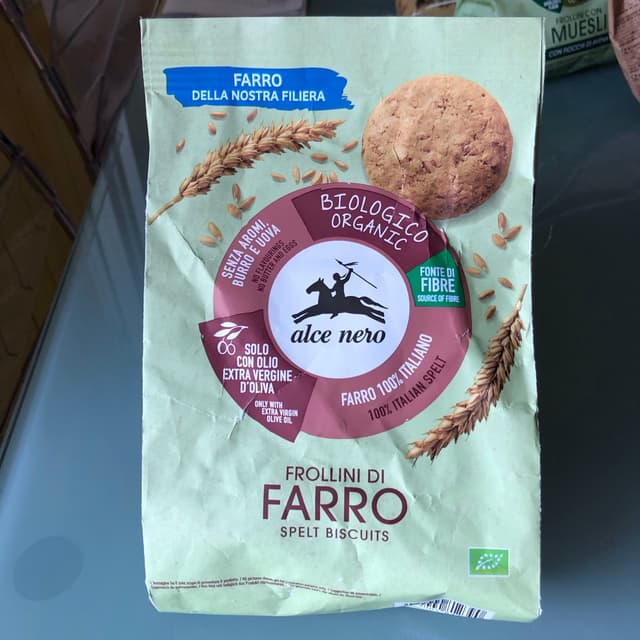 FARRO
DELLA NOSTRA FILIERA
BIOLOGICO
ORGANIC
SENZA AROMI,
BURRO E UOVA
NO FLAVOURINGS
NO BUTTER AND EGGS
FONTE DI
FIBRE
SOURCE OF FIBRE
alce nero
SOLO
CON OLIO
EXTRA VERGINE
D'OLIVA
ONLY WITH
EXTRA VIRGIN
OLIVE OIL
FARRO 100% ITALIANO
100% ITALIAN SPELT
FROLLINI DI
FARRO
SPELT BISCUITS
FROLLINI CON
MUESLI